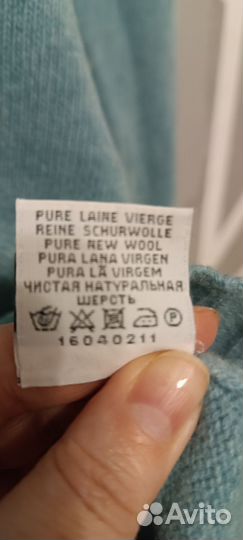 PURE LAINE VIERGE
REINE SCHURWOLLE
PURE NEW WOOL
PURA LANA VIRGEN
PURA LÃ VIRGEM
ЧИСТАЯ НАТУРАЛЬНАЯ
ШЕРСТЬ
P
16040211
Avito